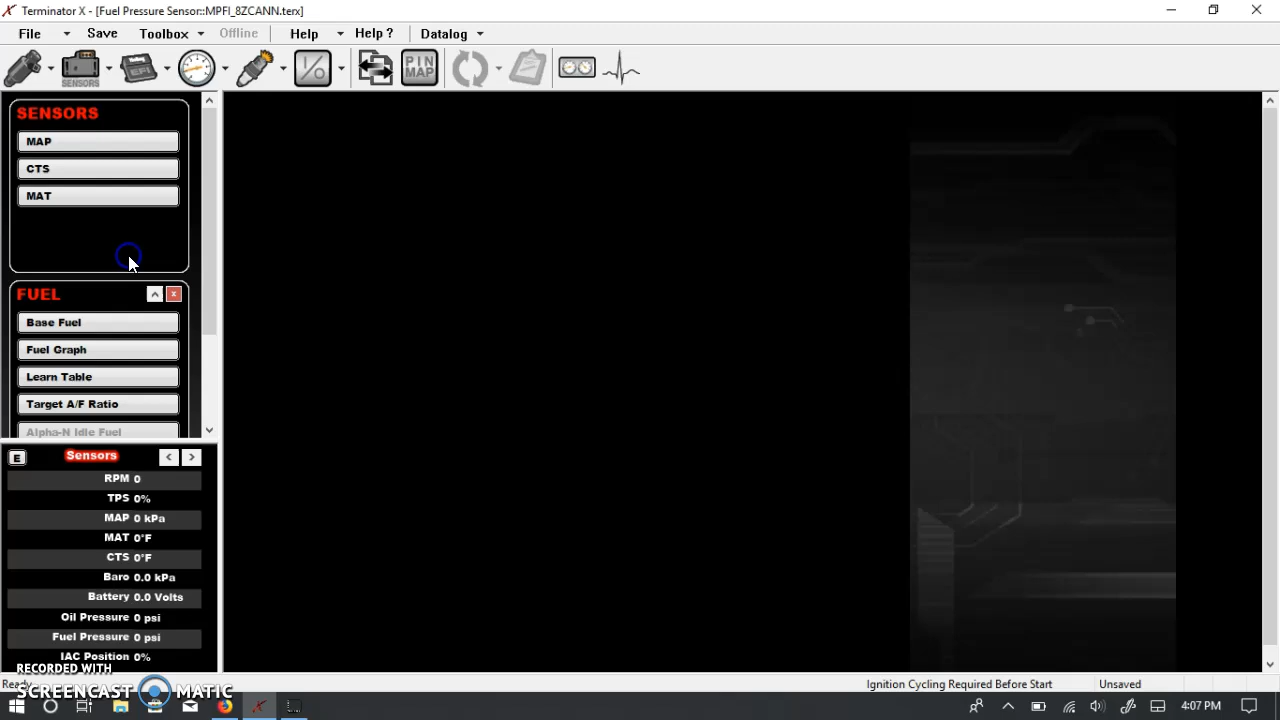 Terminator X - [Fuel Pressure Sensor::MPFI_8ZCANN.terx]
File Save Toolbox Offline Help Help ? Datalog
SENSORS EFI I/O PIN MAP
SENSORS
MAP
CTS
MAT
FUEL
Base Fuel
Fuel Graph
Learn Table
Target A/F Ratio
Alpha-N Idle Fuel
E Sensors < >
RPM 0
TPS 0%
MAP 0 kPa
MAT 0°F
CTS 0°F
Baro 0.0 kPa
Battery 0.0 Volts
Oil Pressure 0 psi
Fuel Pressure 0 psi
IAC Position 0%
RECORDED WITH
SCREENCAST MATIC
Ignition Cycling Required Before Start Unsaved
4:07 PM